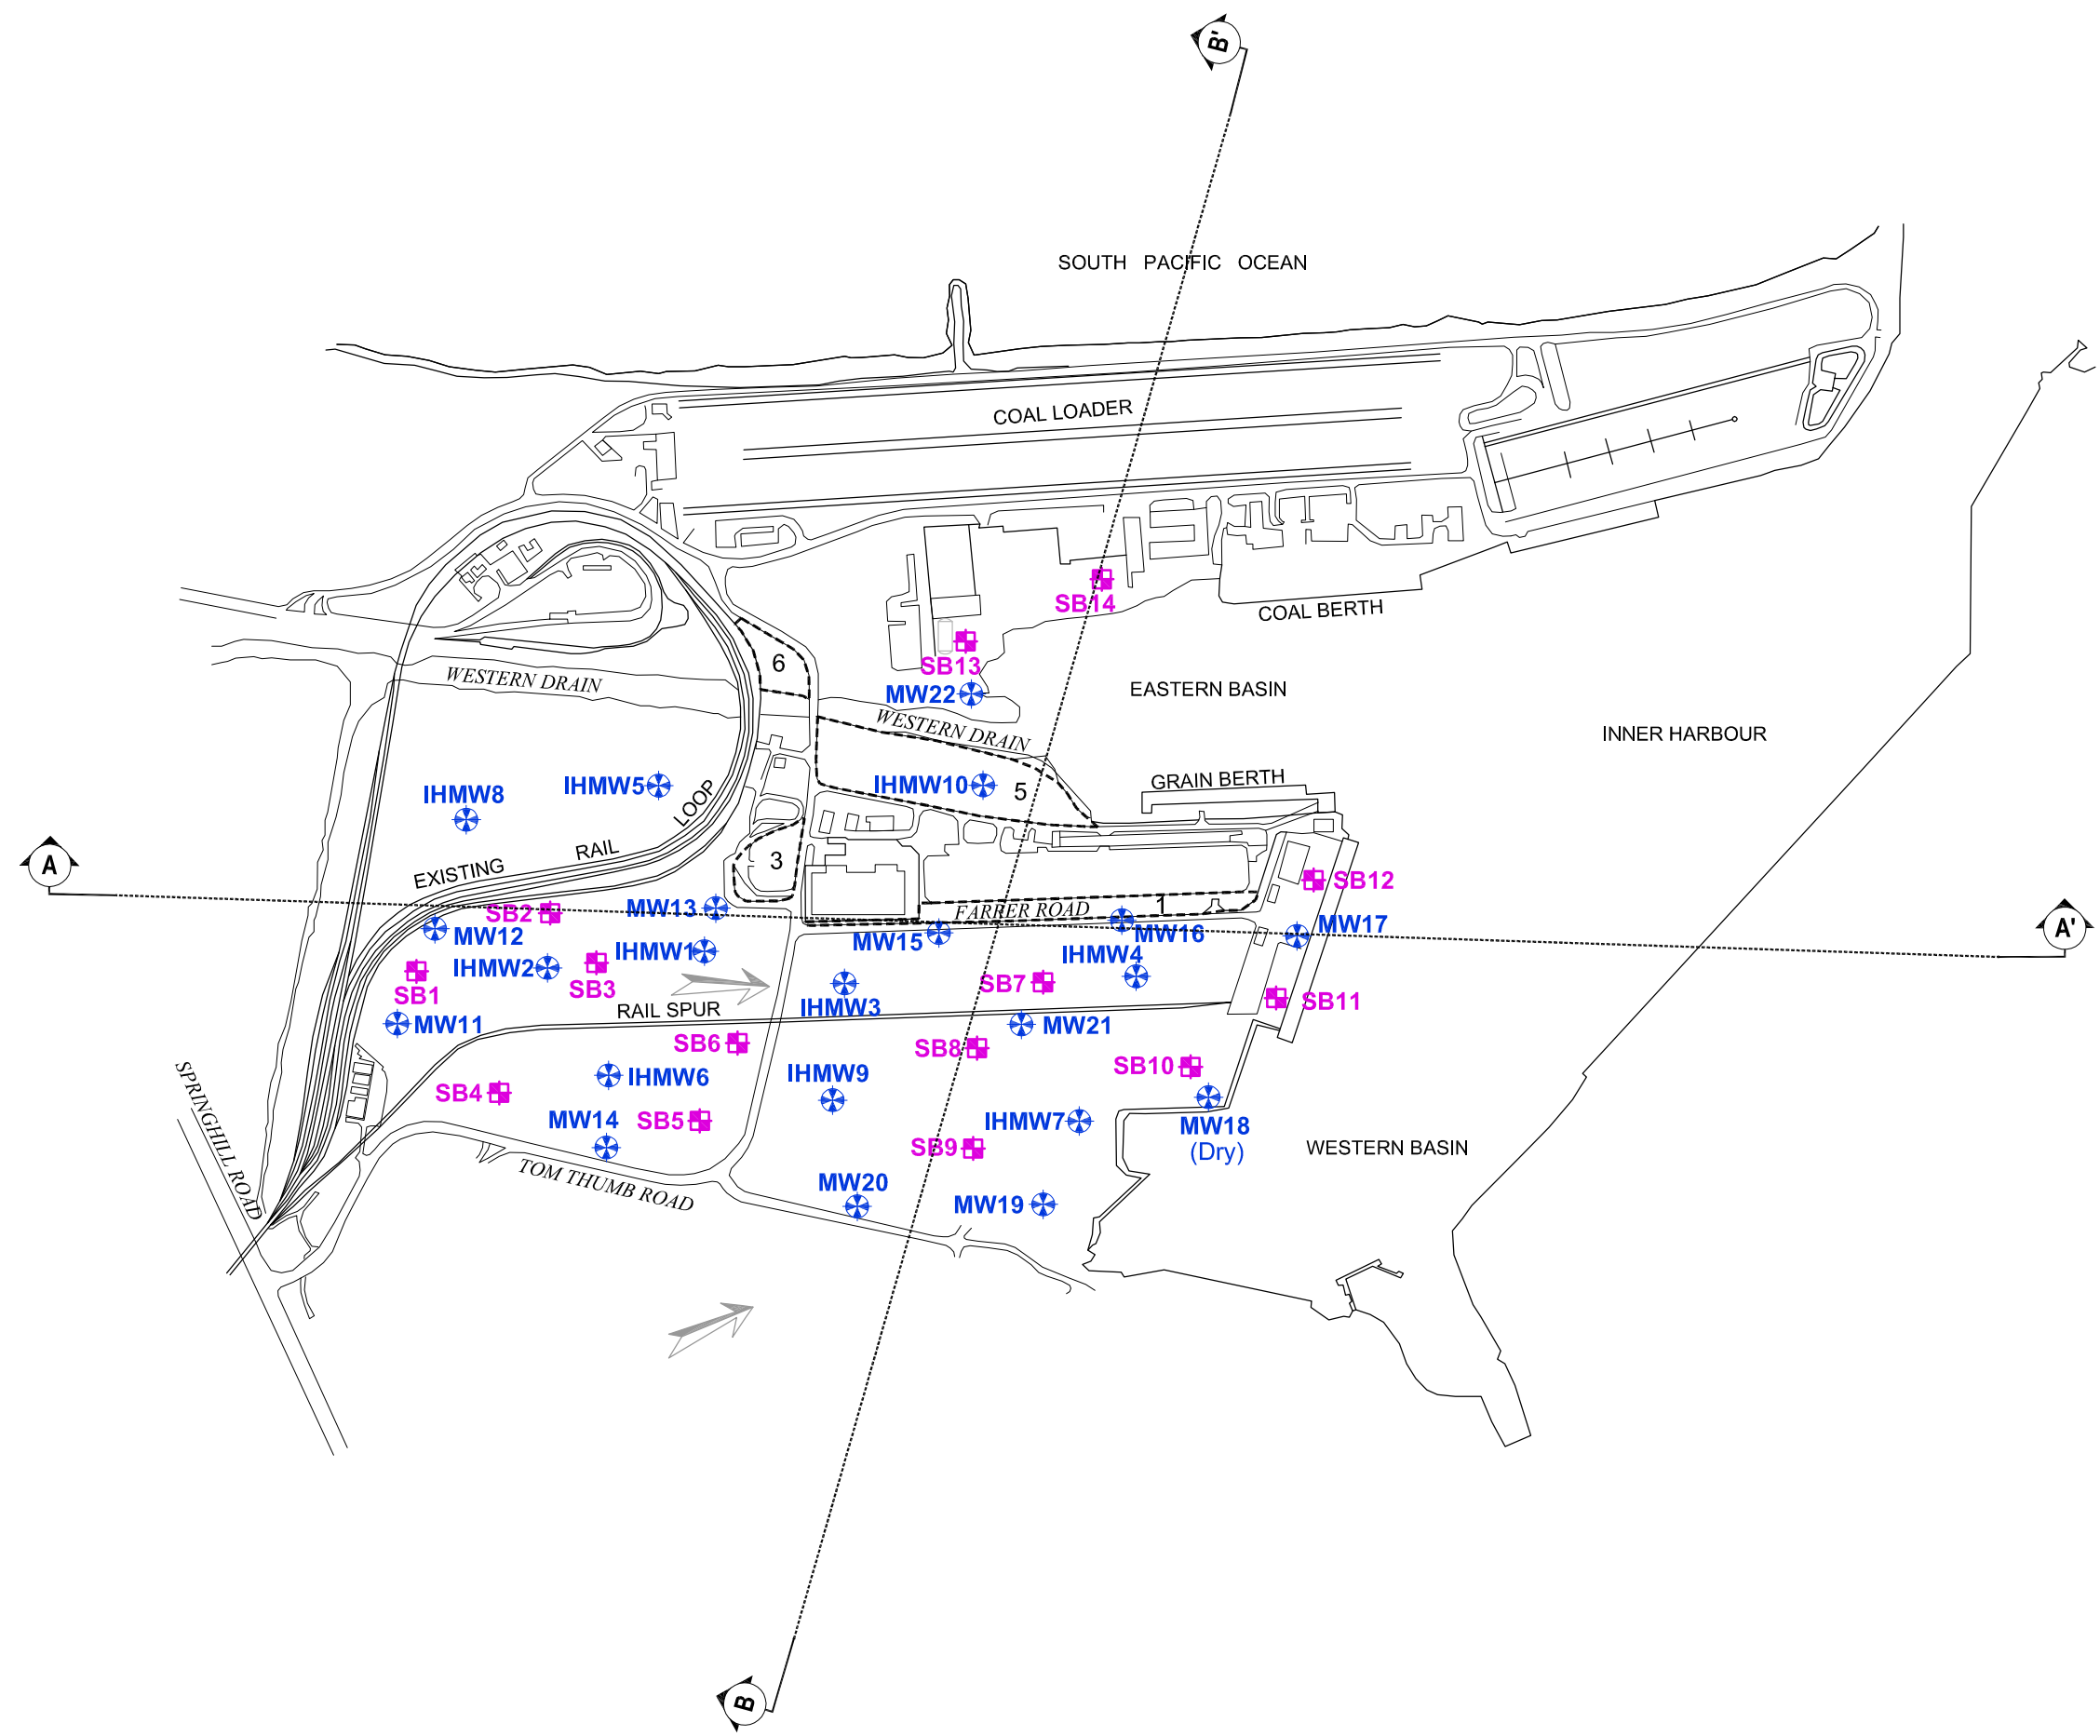 B'
SOUTH PACIFIC OCEAN
COAL LOADER
SB14
COAL BERTH
SB13
6
WESTERN DRAIN
MW22
EASTERN BASIN
WESTERN DRAIN
INNER HARBOUR
IHMW8
IHMW5
LOOP
IHMW10
5
GRAIN BERTH
A
EXISTING
RAIL
3
SB12
SB2
MW13
FARRER ROAD
1
A'
MW12
MW15
MW16
MW17
IHMW1
IHMW4
IHMW2
SB1
SB3
SB7
IHMW3
SB11
RAIL SPUR
MW11
MW21
SB6
SB8
SB10
IHMW6
IHMW9
SB4
MW14
SB5
IHMW7
MW18
(Dry)
SB9
WESTERN BASIN
SPRINGHILL ROAD
TOM THUMB ROAD
MW20
MW19
B